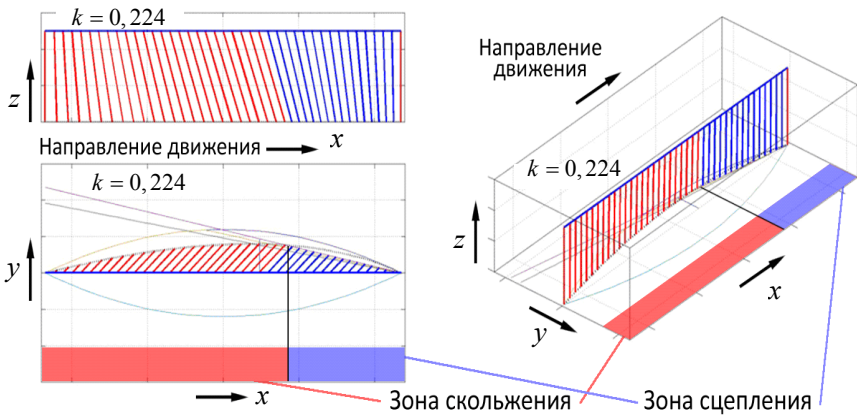 k = 0,224
z
Направление движения
x
k = 0,224
y
x
Направление
движения
k = 0,224
z
x
y
Зона скольжения
Зона сцепления